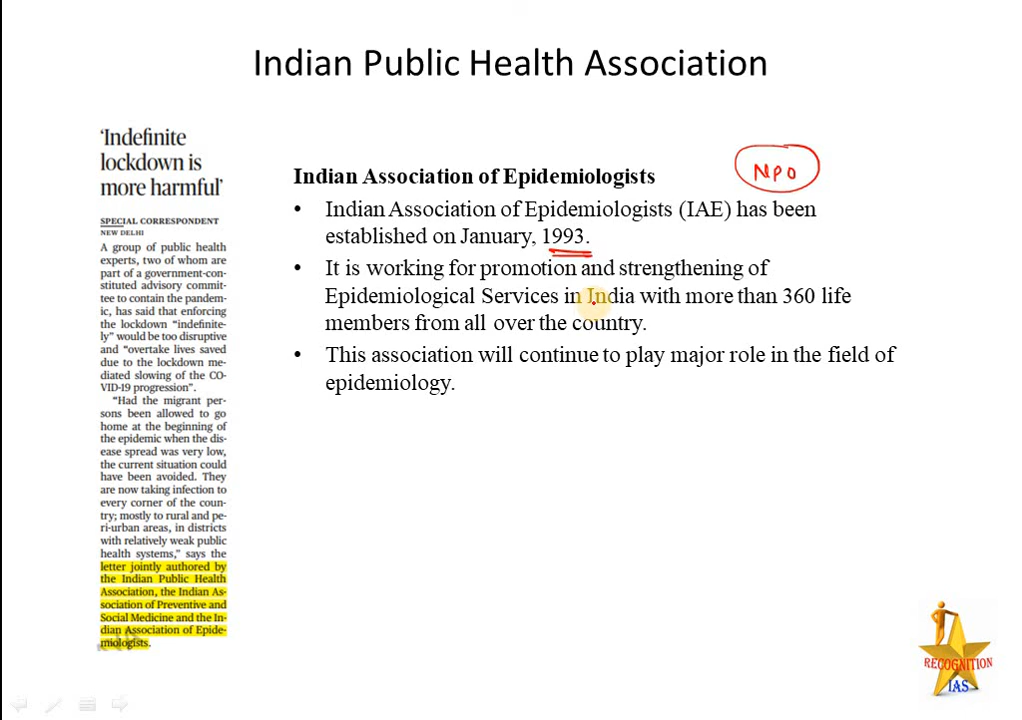 Indian Public Health Association
'Indefinite
lockdown is
more harmful'
SPECIAL CORRESPONDENT
NEW DELHI
A group of public health
experts, two of whom are
part of a government-con-
stituted advisory commit-
tee to contain the pandem-
ic, has said that enforcing
the lockdown "indefinite-
ly" would be too disruptive
and "overtake lives saved
due to the lockdown me-
diated slowing of the CO-
VID-19 progression".
"Had the migrant per-
sons been allowed to go
home at the beginning of
the epidemic when the dis-
ease spread was very low,
the current situation could
have been avoided. They
are now taking infection to
every corner of the coun-
try; mostly to rural and pe-
ri-urban areas, in districts
with relatively weak public
health systems," says the
letter jointly authored by
the Indian Public Health
Association, the Indian As-
sociation of Preventive and
Social Medicine and the In-
dian Association of Epide-
miologists.
NPO
Indian Association of Epidemiologists
• Indian Association of Epidemiologists (IAE) has been
established on January, 1993.
• It is working for promotion and strengthening of
Epidemiological Services in India with more than 360 life
members from all over the country.
• This association will continue to play major role in the field of
epidemiology.
RECOGNITION
IAS